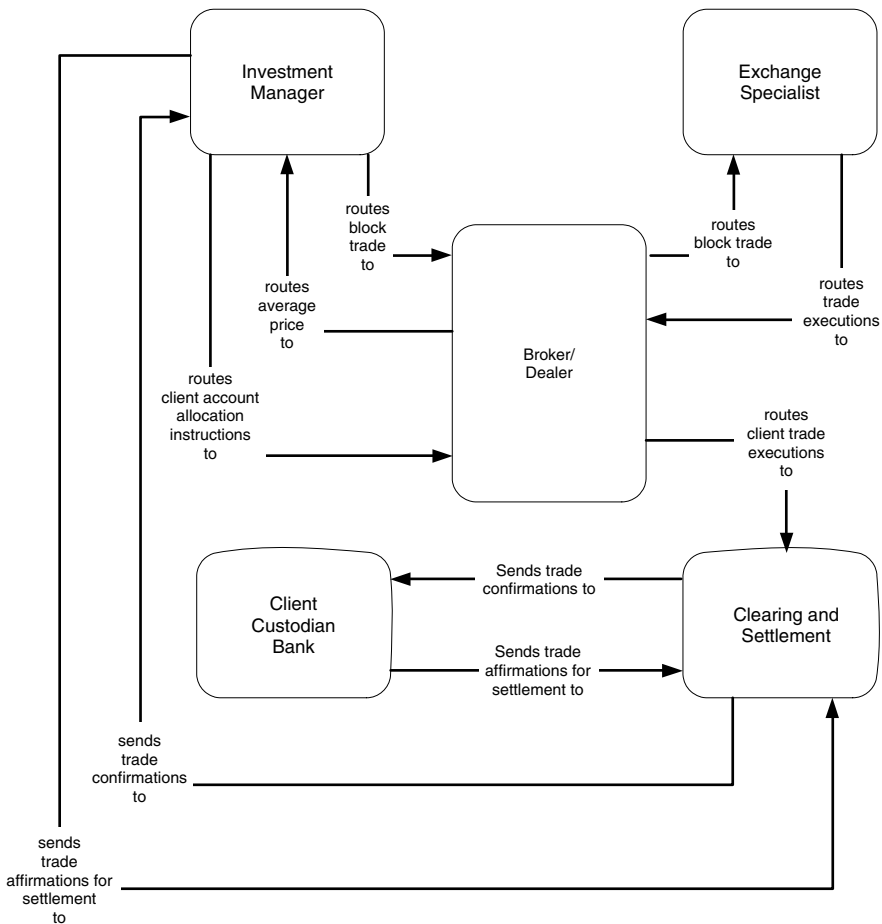 Investment
Manager
Exchange
Specialist
routes
block
trade
to
routes
block trade
to
routes
average
price
to
routes
trade
executions
to
Broker/
Dealer
routes
client account
allocation
instructions
to
routes
client trade
executions
to
Client
Custodian
Bank
Sends trade
confirmations to
Sends trade
affirmations for
settlement to
Clearing and
Settlement
sends
trade
confirmations
to
sends
trade
affirmations for
settlement
to